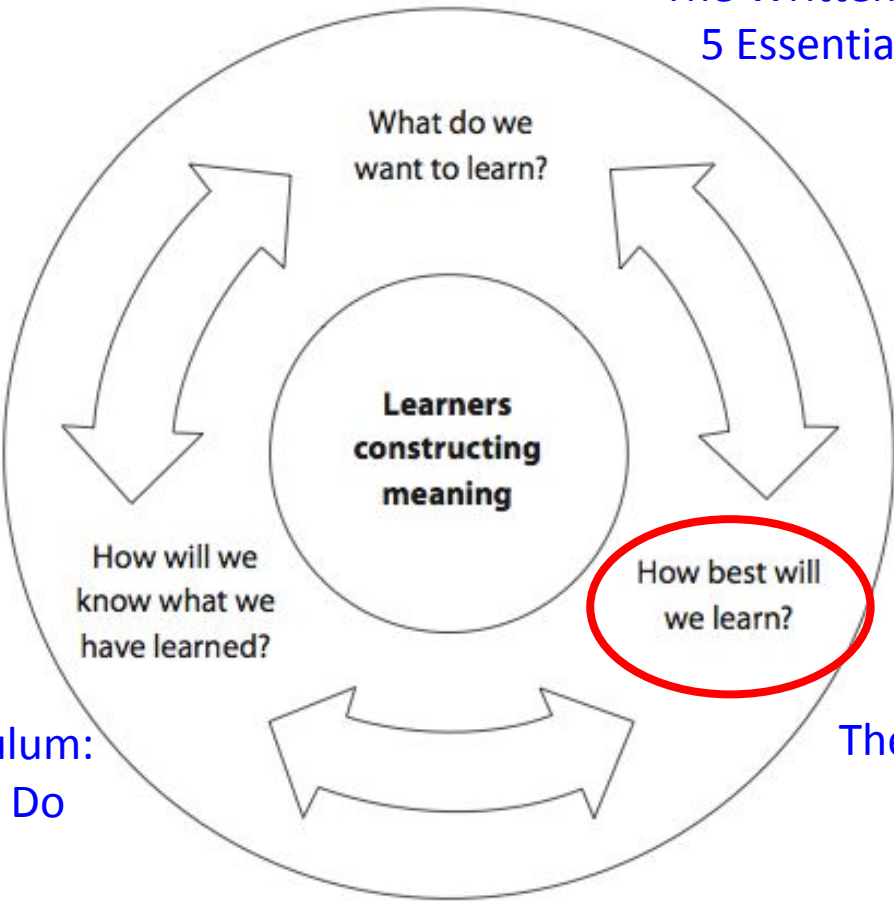 5 Essentia
What do we
want to learn?
Learners
constructing
meaning
How will we
know what we
have learned?
How best will
we learn?
ulum:
Do
The